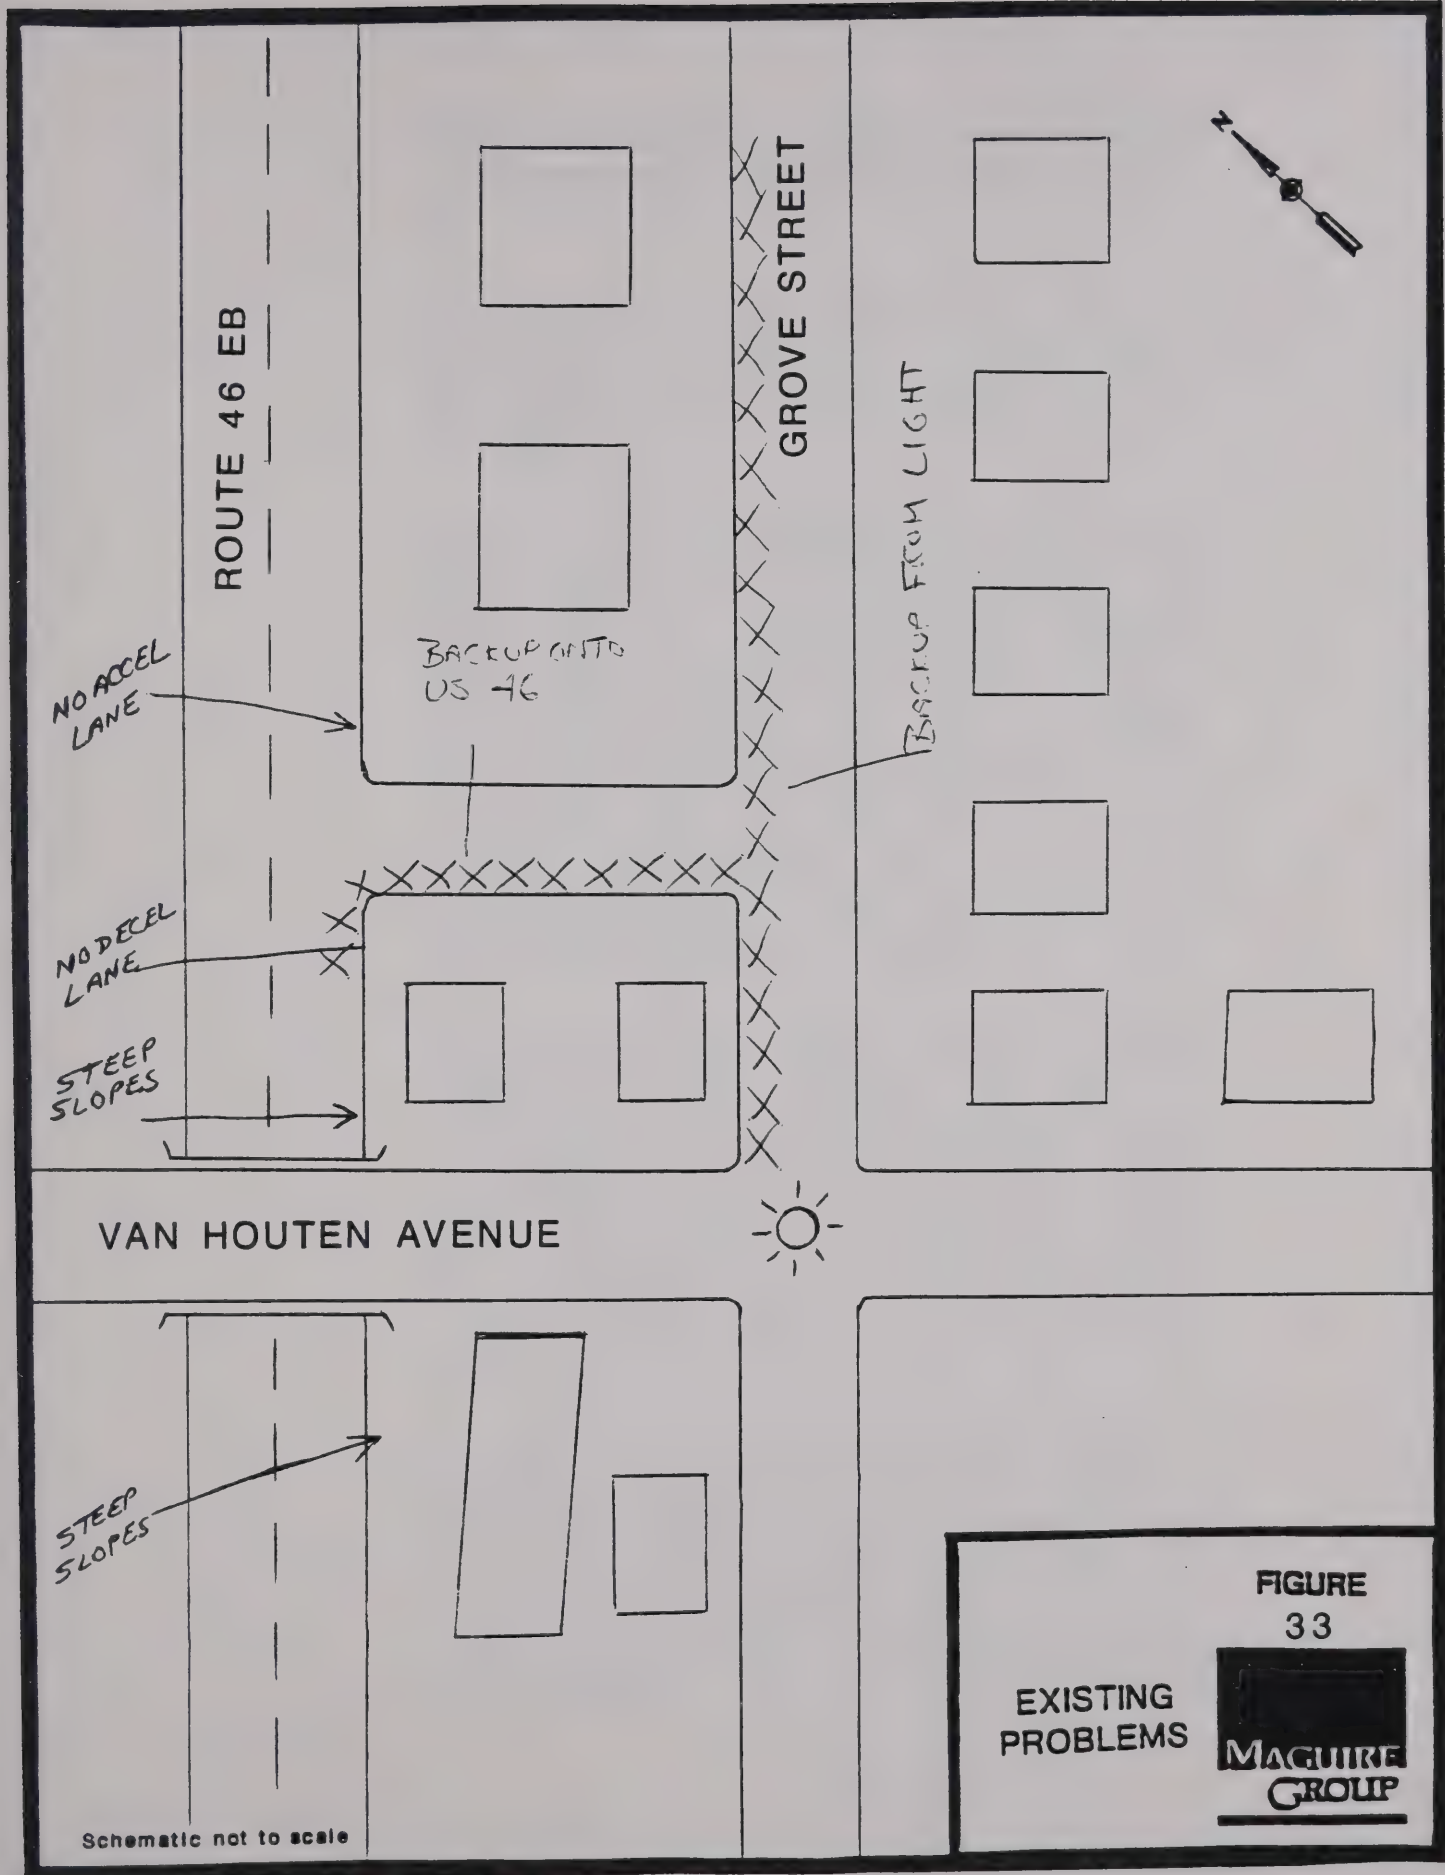 N
ROUTE 46 EB
GROVE STREET
BACKUP FROM LIGHT
NO ACCEL
LANE
BACKUP ONTO
US 46
NO DECEL
LANE
STEEP
SLOPES
VAN HOUTEN AVENUE
STEEP
SLOPES
FIGURE
33
EXISTING
PROBLEMS
MAGUIRE
GROUP
Schematic not to scale